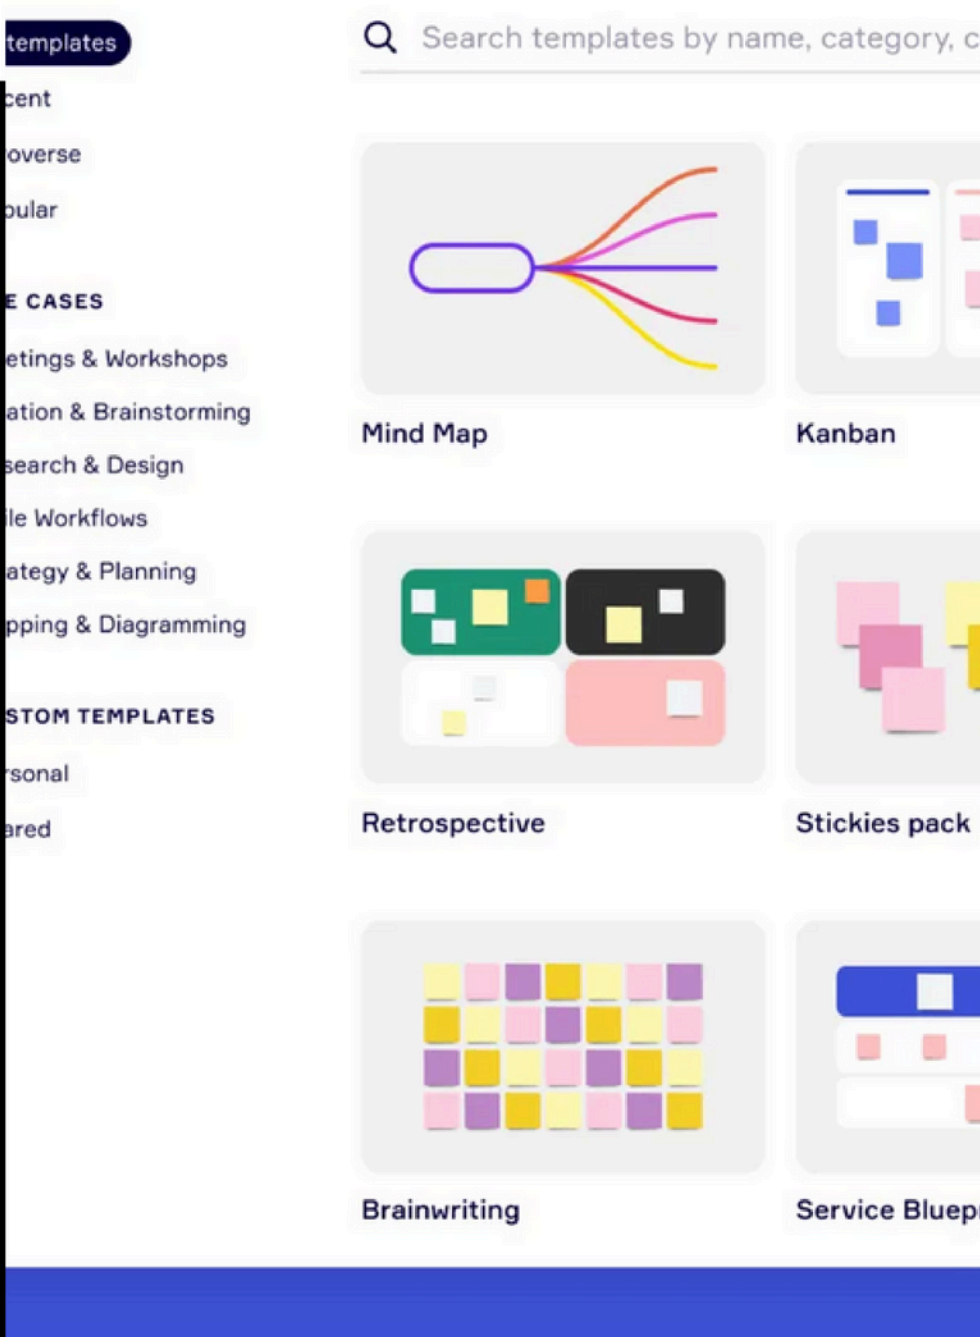 templates
cent
overse
pular
E CASES
etings & Workshops
ation & Brainstorming
search & Design
ile Workflows
ategy & Planning
pping & Diagramming
STOM TEMPLATES
rsonal
ared
Search templates by name, category, c
Mind Map
Kanban
Retrospective
Stickies pack
Brainwriting
Service Bluep